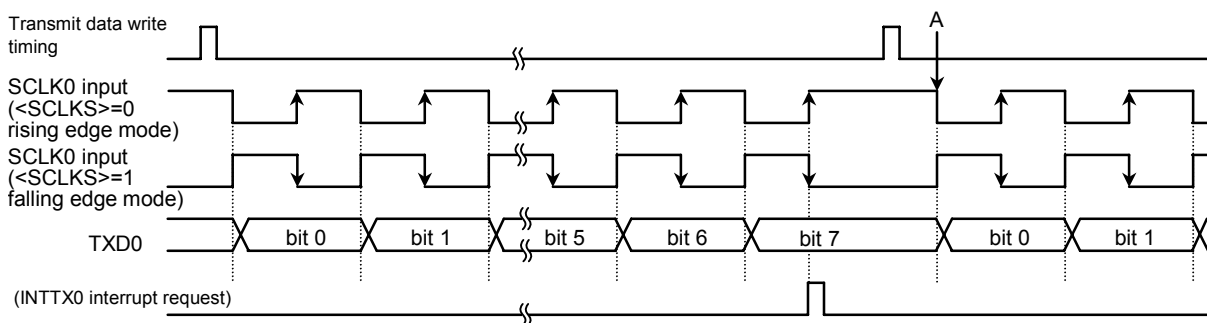 Transmit data write
timing
A
SCLK0 input
(<SCLKS>=0
rising edge mode)
SCLK0 input
(<SCLKS>=1
falling edge mode)
TXD0
bit 0 bit 1 bit 5 bit 6 bit 7 bit 0 bit 1
(INTTX0 interrupt request)